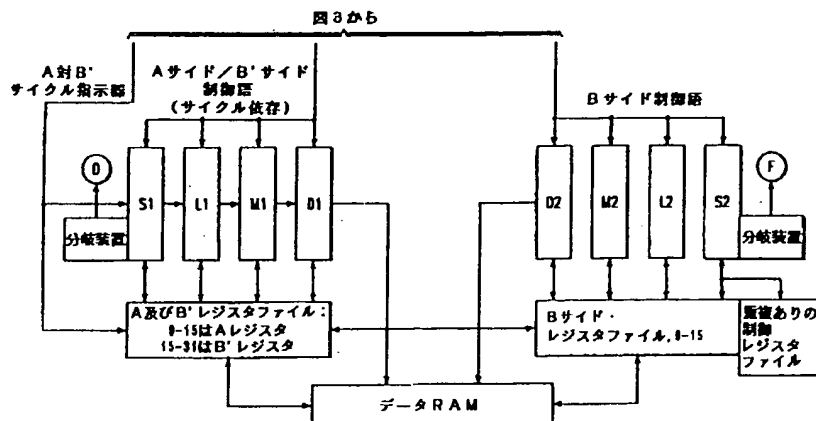 図3から
A対B'
サイクル指示器
Aサイド／B'サイド
制御語
(サイクル依存)
Bサイド制御語
D
S1
L1
M1
D1
D2
M2
L2
S2
F
分岐装置
分岐装置
A及びB'レジスタファイル：
0-15はAレジスタ
15-31はB'レジスタ
Bサイド・
レジスタファイル,0-15
重複ありの
制御
レジスタ
ファイル
データRAM